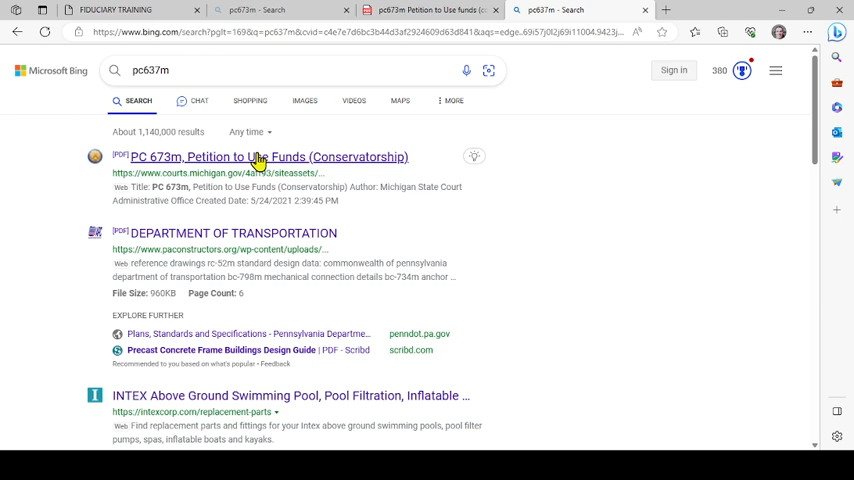 FIDUCIARY TRAINING
pc673m - Search
pc673m Petition to Use funds (co
pc637m - Search
https://www.bing.com/search?pglt=169&q=pc637m&cvid=c4e7e7d6bc3b44d3af2924609d63d841&aqs=edge..69i57j0l2j69i11004.9423j...
Microsoft Bing
pc637m
Sign in
380
SEARCH
CHAT
SHOPPING
IMAGES
VIDEOS
MAPS
MORE
About 1,140,000 results
Any time
[PDF] PC 673m, Petition to Use Funds (Conservatorship)
https://www.courts.michigan.gov/4af/siteassets/...
Web Title: PC 673m, Petition to Use Funds (Conservatorship) Author: Michigan State Court
Administrative Office Created Date: 5/24/2021 2:39:45 PM
[PDF] DEPARTMENT OF TRANSPORTATION
https://www.paconstructors.org/wp-content/uploads/...
Web reference drawings rc-52m standard design data: commonwealth of pennsylvania
department of transportation bc-798m mechanical connection details bc-734m anchor ...
File Size: 960KB Page Count: 6
EXPLORE FURTHER
Plans, Standards and Specifications - Pennsylvania Departme... penndot.pa.gov
Precast Concrete Frame Buildings Design Guide | PDF - Scribd scribd.com
Recommended to you based on what's popular • Feedback
INTEX Above Ground Swimming Pool, Pool Filtration, Inflatable ...
https://intexcorp.com/replacement-parts
Web Find replacement parts and fittings for your Intex above ground swimming pools, pool filter
pumps, spas, inflatable boats and kayaks.